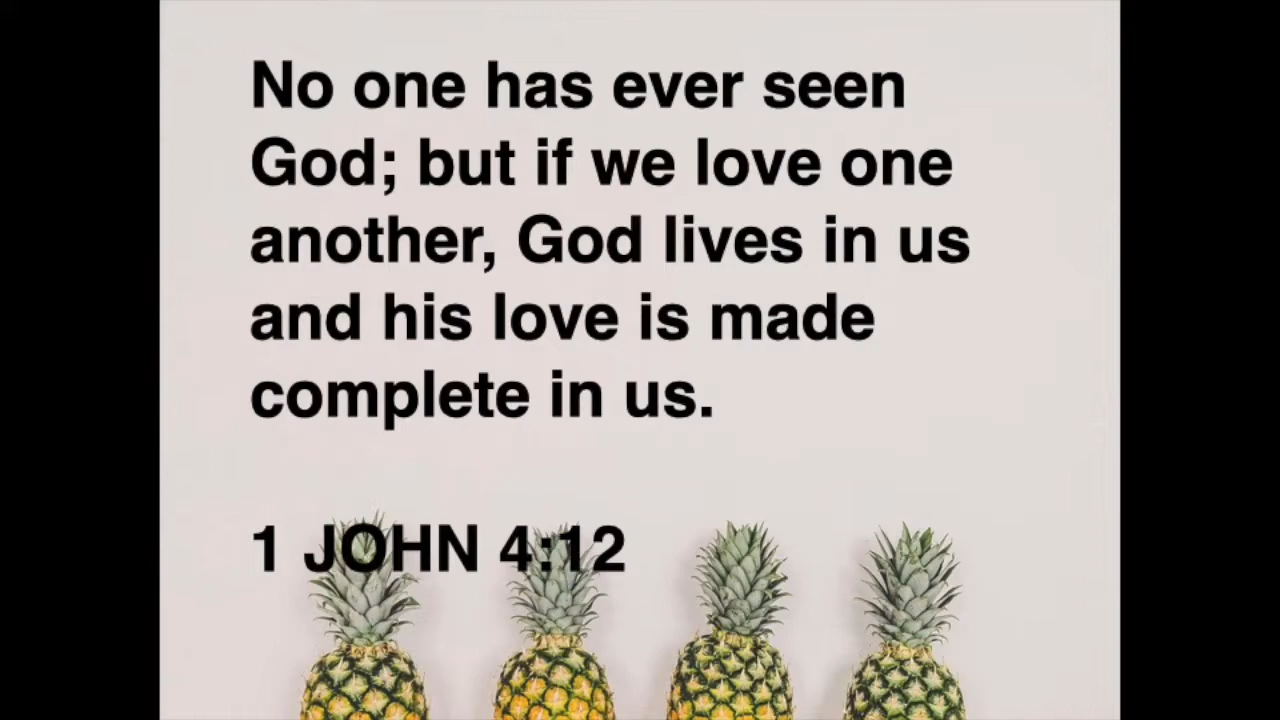 No one has ever seen
God; but if we love one
another, God lives in us
and his love is made
complete in us.
1 JOHN 4:12